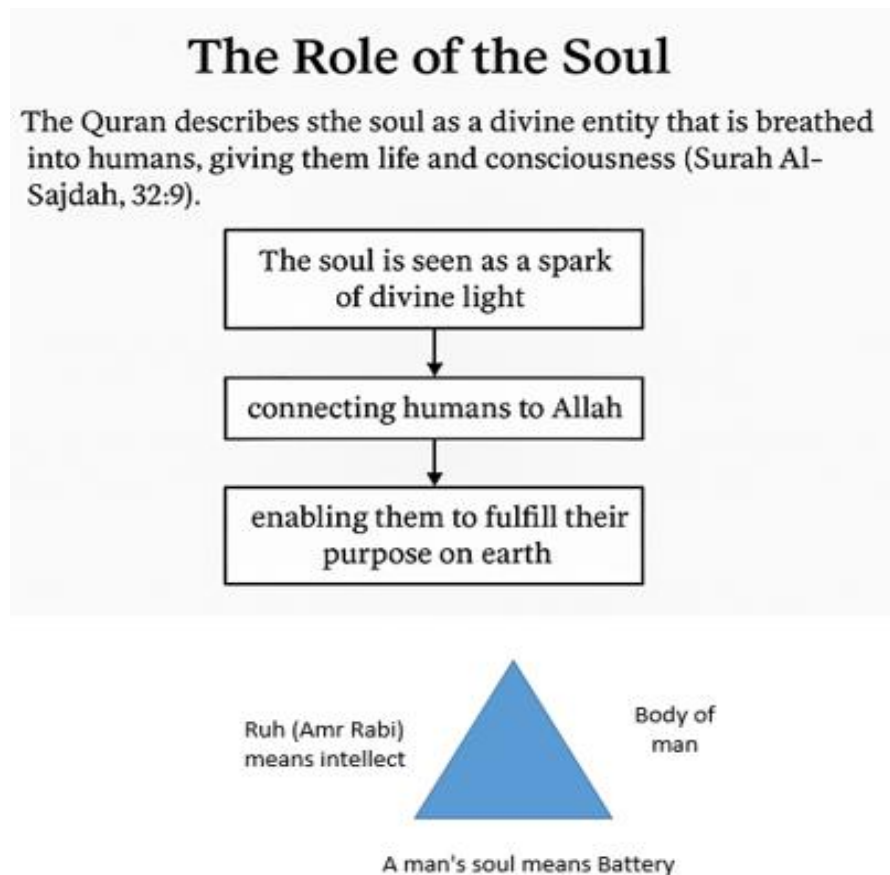 The Role of the Soul
The Quran describes sthe soul as a divine entity that is breathed
into humans, giving them life and consciousness (Surah Al-
Sajdah, 32:9).
The soul is seen as a spark
of divine light
connecting humans to Allah
enabling them to fulfill their
purpose on earth
Ruh (Amr Rabi)
means intellect
Body of
man
A man's soul means Battery